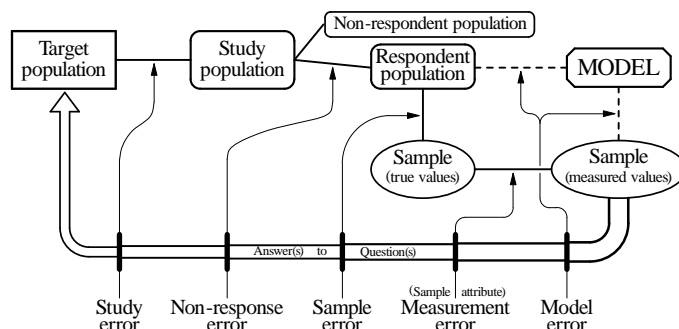 Non-respondent population
Target
population
Study
population
Respondent
population
MODEL
Sample
(true values)
Sample
(measured values)
Answer(s) to Question(s)
(Sample attribute)
Study
error
Non-response
error
Sample
error
Measurement
error
Model
error